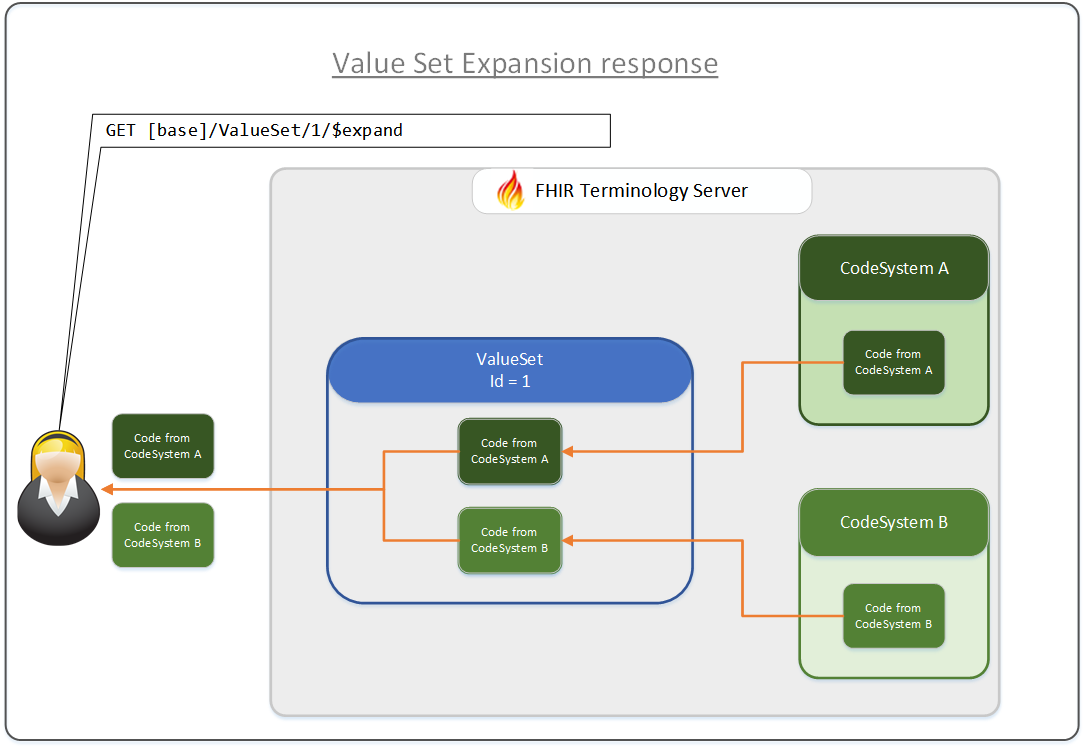 Value Set Expansion response
GET [base]/ValueSet/1/$expand
FHIR Terminology Server
CodeSystem A
Code from
CodeSystem A
ValueSet
Id = 1
Code from
CodeSystem A
Code from
CodeSystem B
Code from
CodeSystem A
Code from
CodeSystem B
CodeSystem B
Code from
CodeSystem B